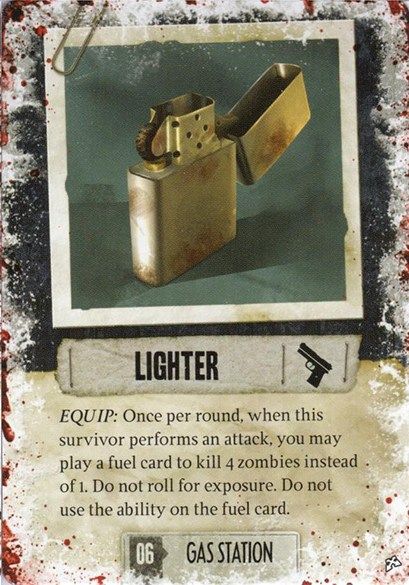 LIGHTER
EQUIP: Once per round, when this
survivor performs an attack, you may
play a fuel card to kill 4 zombies instead
of 1. Do not roll for exposure. Do not
use the ability on the fuel card.
06 GAS STATION